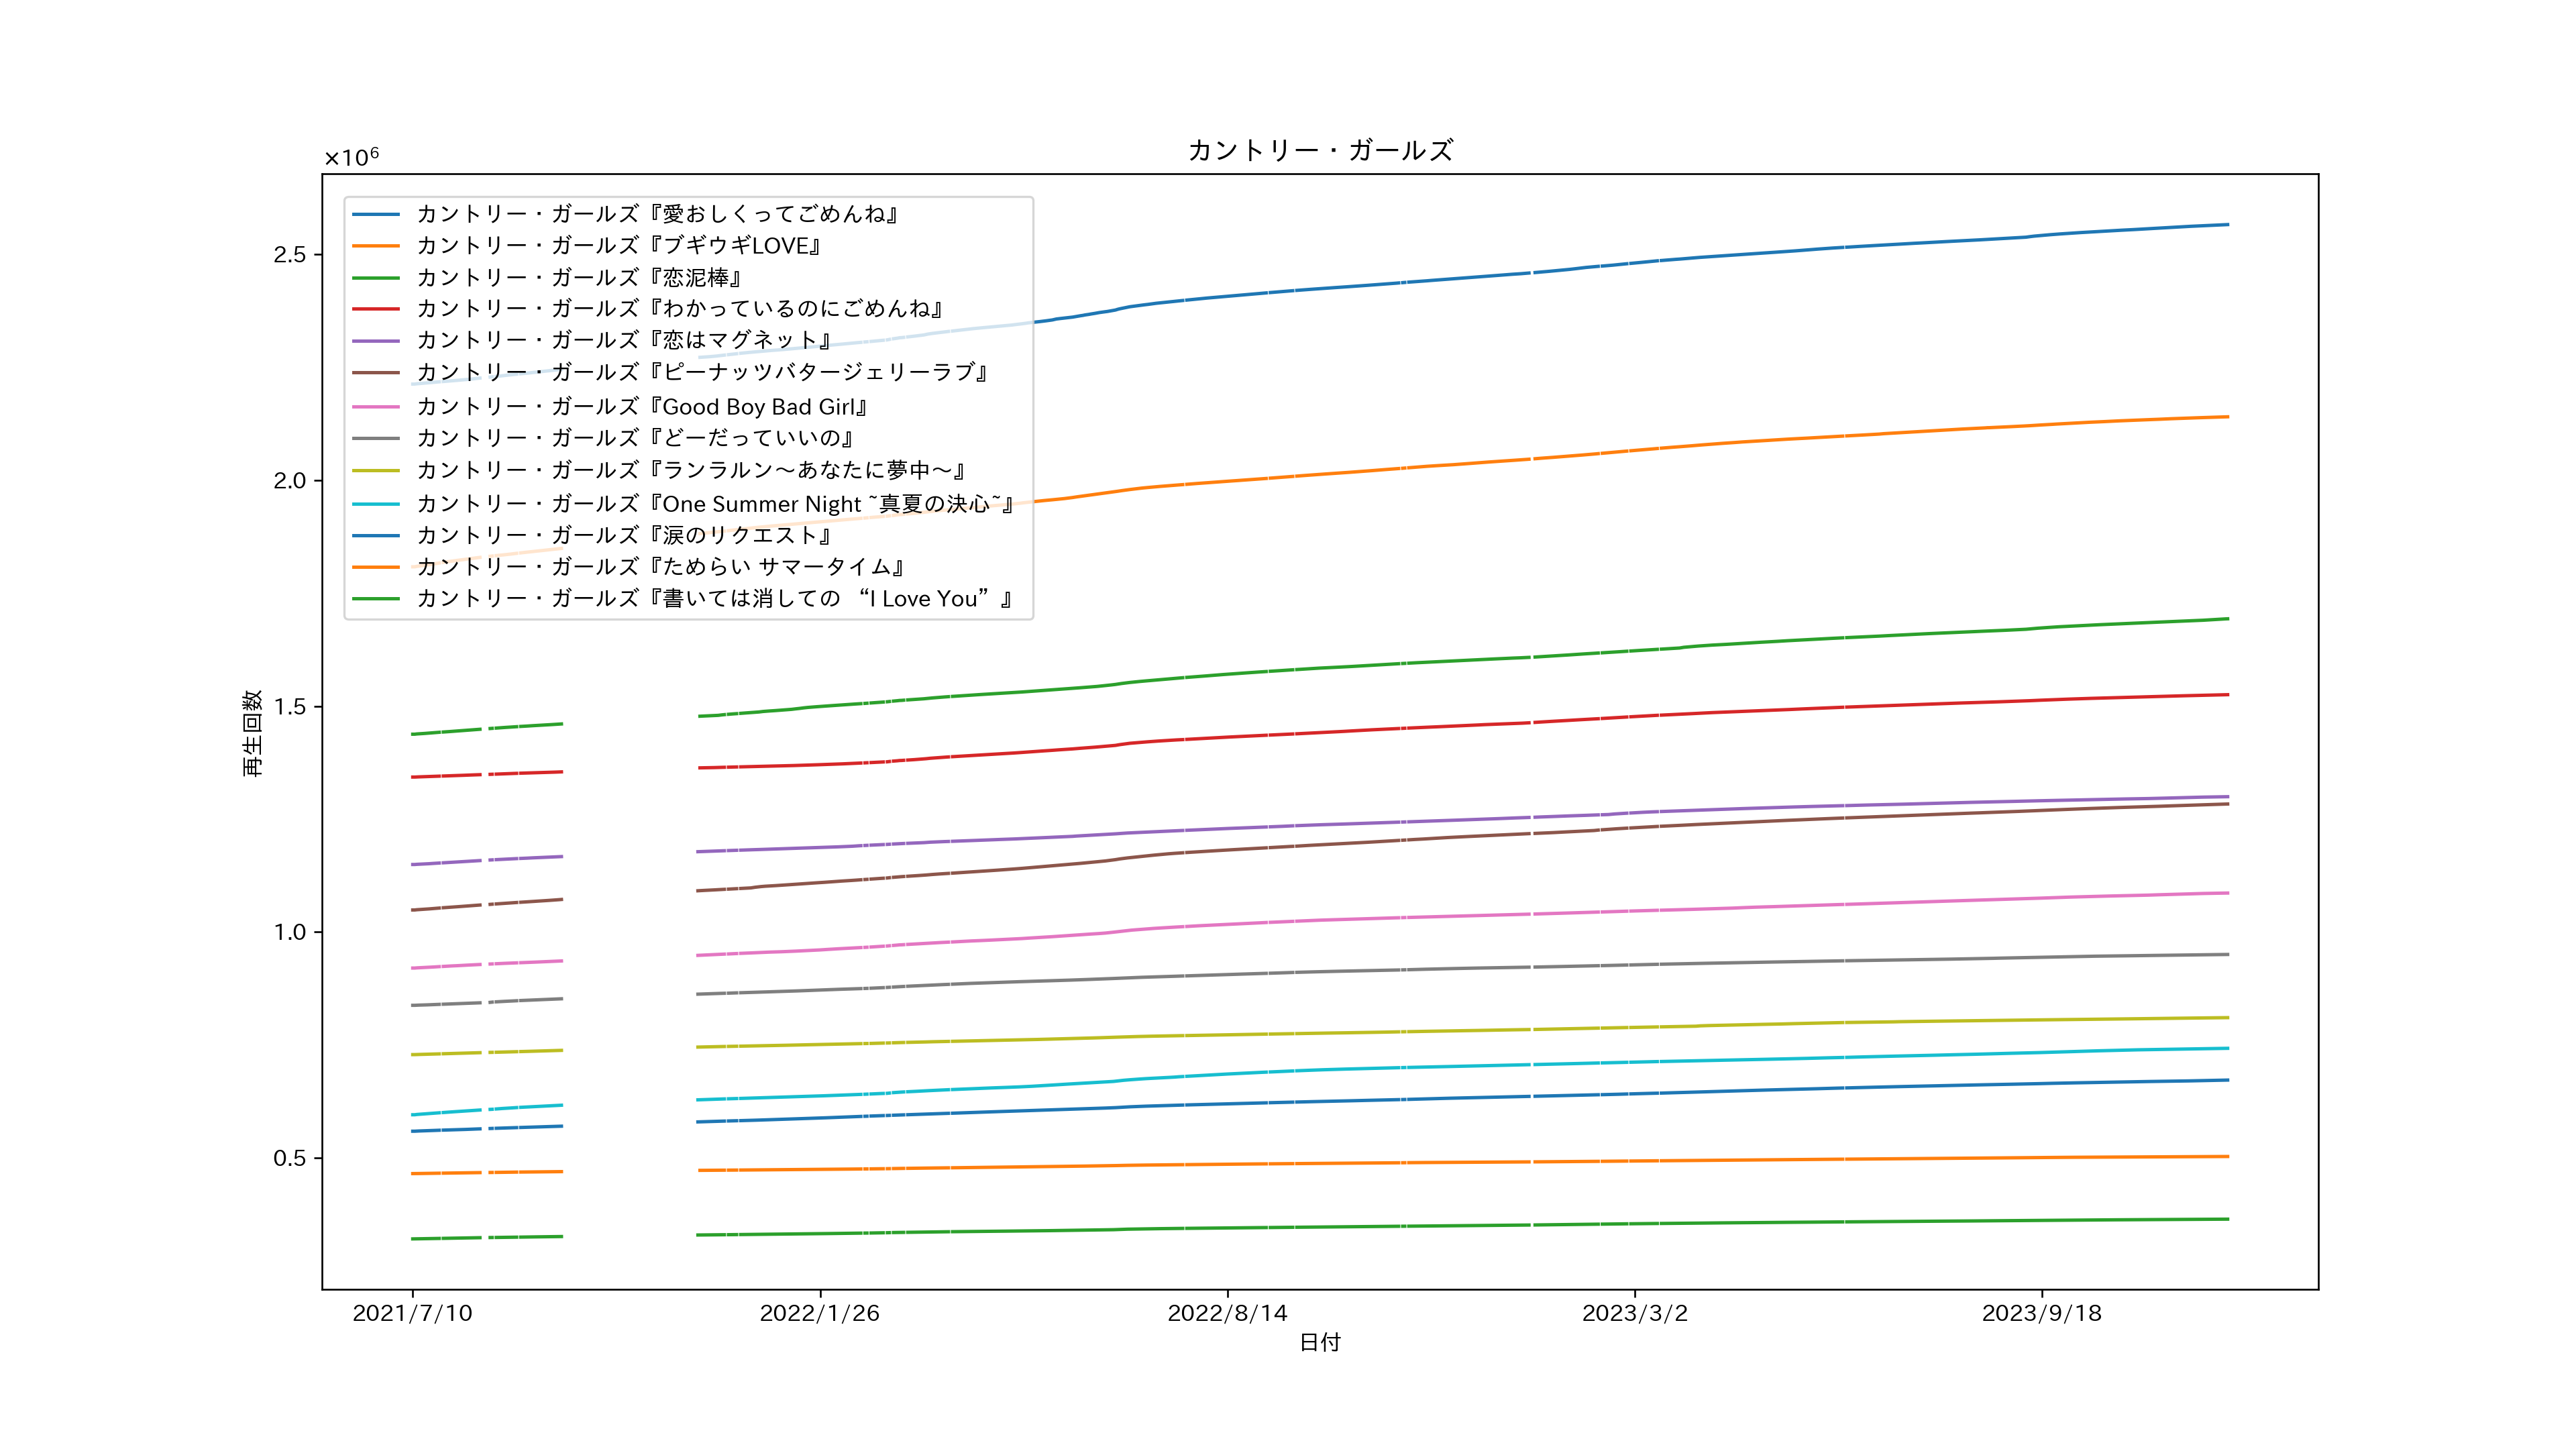 カントリー・ガールズ
×10⁶
カントリー・ガールズ『愛おしくってごめんね』
カントリー・ガールズ『ブギウギLOVE』
カントリー・ガールズ『恋泥棒』
カントリー・ガールズ『わかっているのにごめんね』
カントリー・ガールズ『恋はマグネット』
カントリー・ガールズ『ピーナッツバタージェリーラブ』
カントリー・ガールズ『Good Boy Bad Girl』
カントリー・ガールズ『どーだっていいの』
カントリー・ガールズ『ランラルン～あなたに夢中～』
カントリー・ガールズ『One Summer Night ~真夏の決心~』
カントリー・ガールズ『涙のリクエスト』
カントリー・ガールズ『ためらい サマータイム』
カントリー・ガールズ『書いては消しての “I Love You” 』
2.5
2.0
1.5
1.0
0.5
再生回数
2021/7/10
2022/1/26
2022/8/14
2023/3/2
2023/9/18
日付